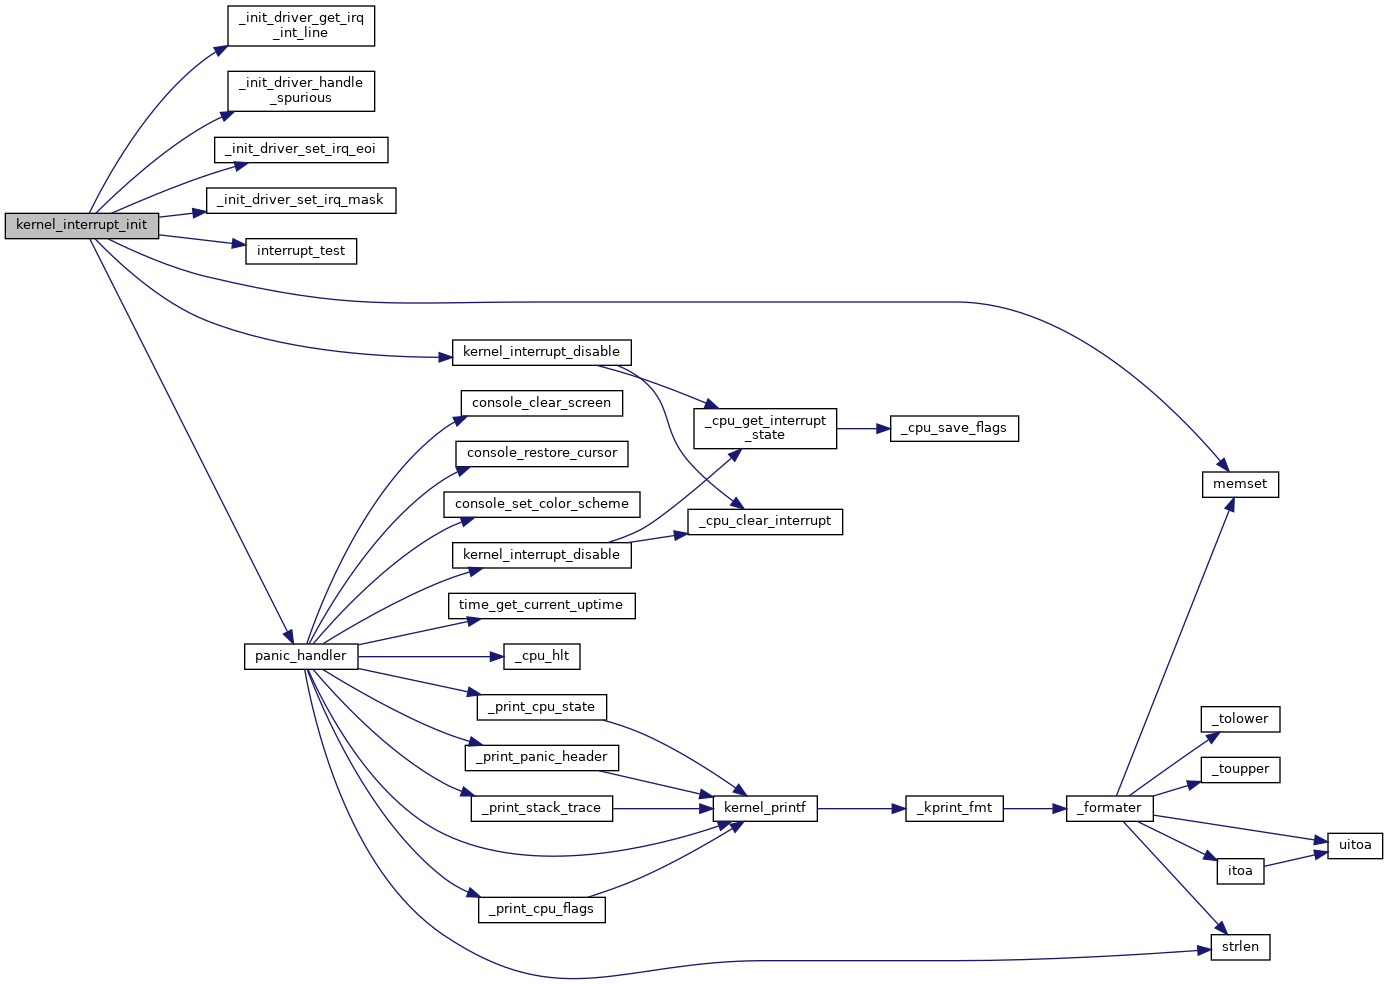 _init_driver_get_irq
_int_line
_init_driver_handle
_spurious
_init_driver_set_irq_eoi
_init_driver_set_irq_mask
kernel_interrupt_init
interrupt_test
kernel_interrupt_disable
console_clear_screen
_cpu_get_interrupt
_state
_cpu_save_flags
console_restore_cursor
memset
console_set_color_scheme
_cpu_clear_interrupt
kernel_interrupt_disable
time_get_current_uptime
panic_handler
_cpu_hlt
_print_cpu_state
_tolower
_print_panic_header
_toupper
_print_stack_trace
kernel_printf
_kprint_fmt
_formater
uitoa
itoa
_print_cpu_flags
strlen